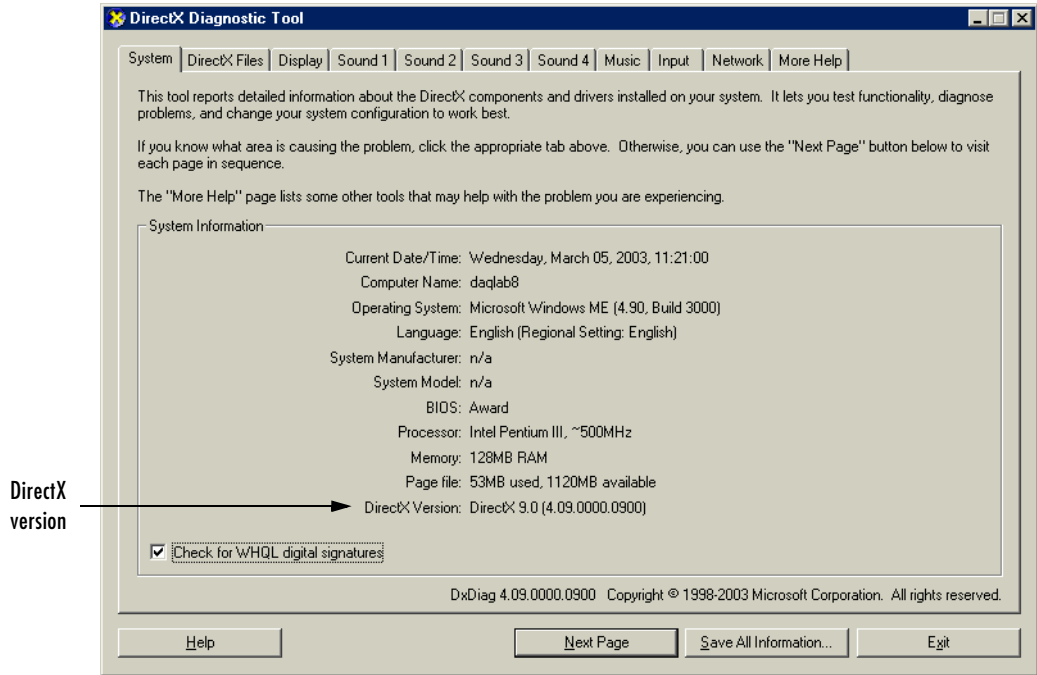 DirectX Diagnostic Tool
System DirectX Files Display Sound 1 Sound 2 Sound 3 Sound 4 Music Input Network More Help
This tool reports detailed information about the DirectX components and drivers installed on your system. It lets you test functionality, diagnose
problems, and change your system configuration to work best.
If you know what area is causing the problem, click the appropriate tab above. Otherwise, you can use the "Next Page" button below to visit
each page in sequence.
The "More Help" page lists some other tools that may help with the problem you are experiencing.
System Information
Current Date/Time: Wednesday, March 05, 2003, 11:21:00
Computer Name: daqlab8
Operating System: Microsoft Windows ME (4.90, Build 3000)
Language: English (Regional Setting: English)
System Manufacturer: n/a
System Model: n/a
BIOS: Award
Processor: Intel Pentium III, ~500MHz
Memory: 128MB RAM
Page file: 53MB used, 1120MB available
DirectX
version
DirectX Version: DirectX 9.0 (4.09.0000.0900)
Check for WHQL digital signatures
DxDiag 4.09.0000.0900 Copyright © 1998-2003 Microsoft Corporation. All rights reserved.
Help Next Page Save All Information... Exit